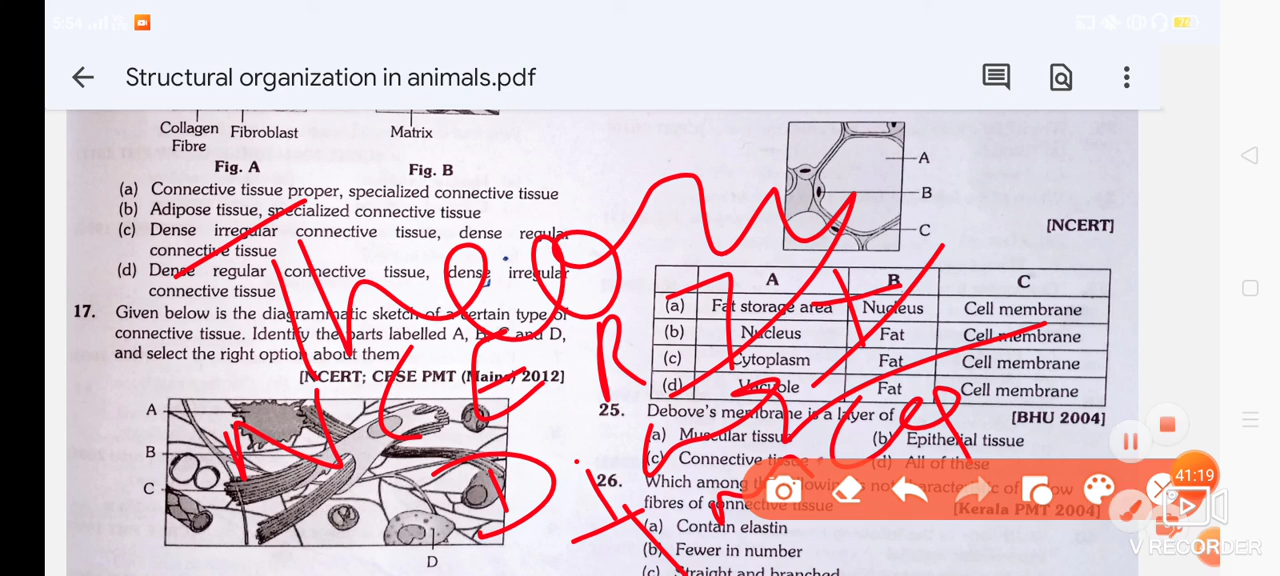 5:54
76
Structural organization in animals.pdf
Collagen Fibre
Fibroblast
Matrix
Fig. A
Fig. B
(a) Connective tissue proper, specialized connective tissue
(b) Adipose tissue, specialized connective tissue
(c) Dense irregular connective tissue, dense regular
connective tissue
(d) Dense regular connective tissue, dense irregular
connective tissue
17. Given below is the diagrammatic sketch of a certain type of
connective tissue. Identify the parts labelled A, B, C and D,
and select the right option about them
[NCERT; CBSE PMT (Mains) 2012]
A
B
C
D
A
B
C
[NCERT]
A B C
(a) Fat storage area Nucleus Cell membrane
(b) Nucleus Fat Cell membrane
(c) Cytoplasm Fat Cell membrane
(d) Vacuole Fat Cell membrane
25. Debove's membrane is a layer of [BHU 2004]
(a) Muscular tissue (b) Epithelial tissue
(c) Connective tissue (d) All of these
26. Which among the following is not characteristic of yellow
fibres of connective tissue [Kerala PMT 2004]
(a) Contain elastin
(b) Fewer in number
(c) Straight and branched
Theory
NCERT
41:19
V RECORDER